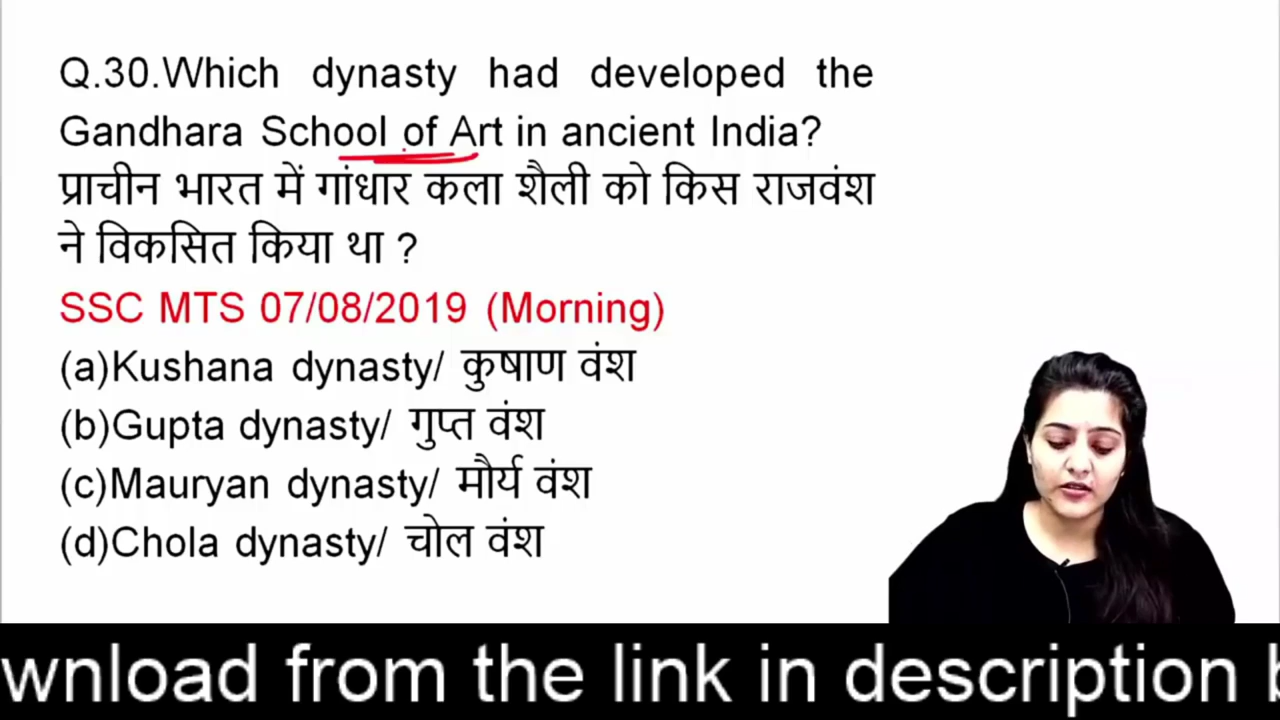 Q.30.Which dynasty had developed the
Gandhara School of Art in ancient India?
प्राचीन भारत में गांधार कला शैली को किस राजवंश
ने विकसित किया था ?
SSC MTS 07/08/2019 (Morning)
(a)Kushana dynasty/ कुषाण वंश
(b)Gupta dynasty/ गुप्त वंश
(c)Mauryan dynasty/ मौर्य वंश
(d)Chola dynasty/ चोल वंश
wnload from the link in description b